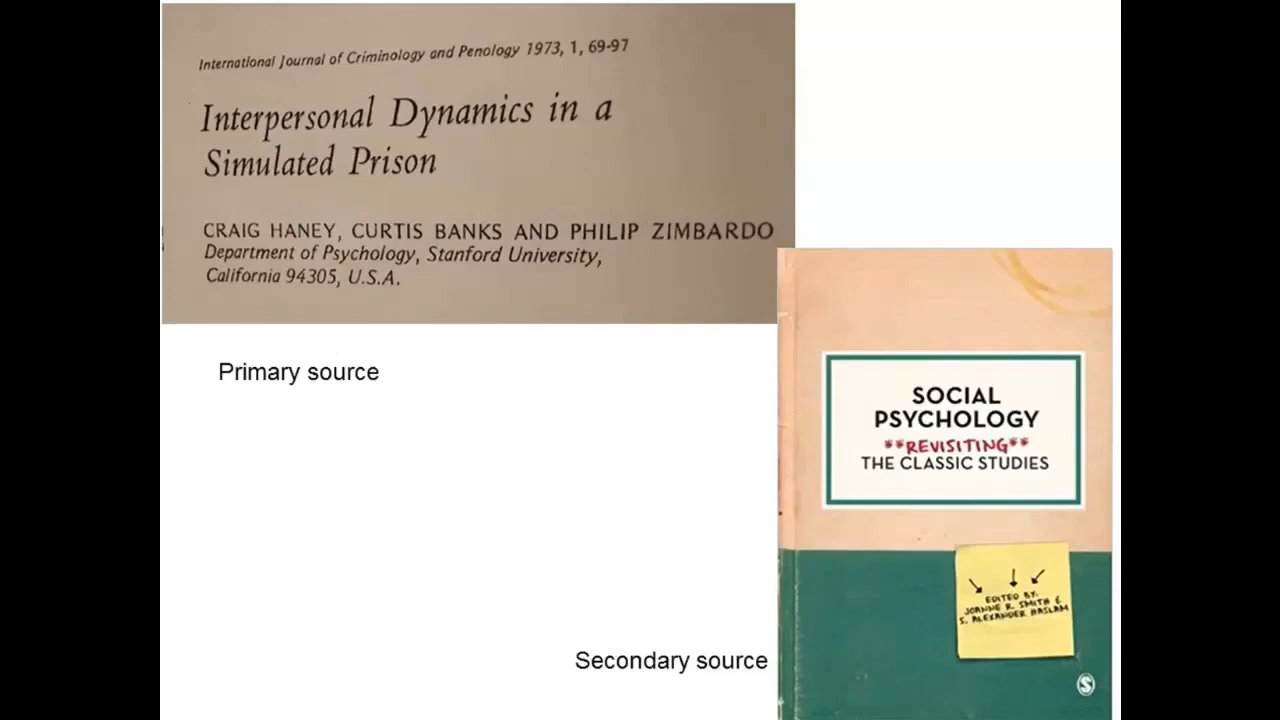 International Journal of Criminology and Penology 1973, 1, 69-97
Interpersonal Dynamics in a
Simulated Prison
CRAIG HANEY, CURTIS BANKS AND PHILIP ZIMBARDO
Department of Psychology, Stanford University,
California 94305, U.S.A.
Primary source
SOCIAL
PSYCHOLOGY
**REVISITING**
THE CLASSIC STUDIES
EDITED BY:
JOANNE R. SMITH &
S. ALEXANDER HASLAM
Secondary source
S